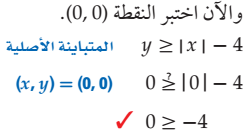 والآن اختبر النقطة (0, 0).
y ≥ |x| − 4 المتباينة الأصلية
0 ≥? |0| − 4 (x, y) = (0, 0)
✓ 0 ≥ −4